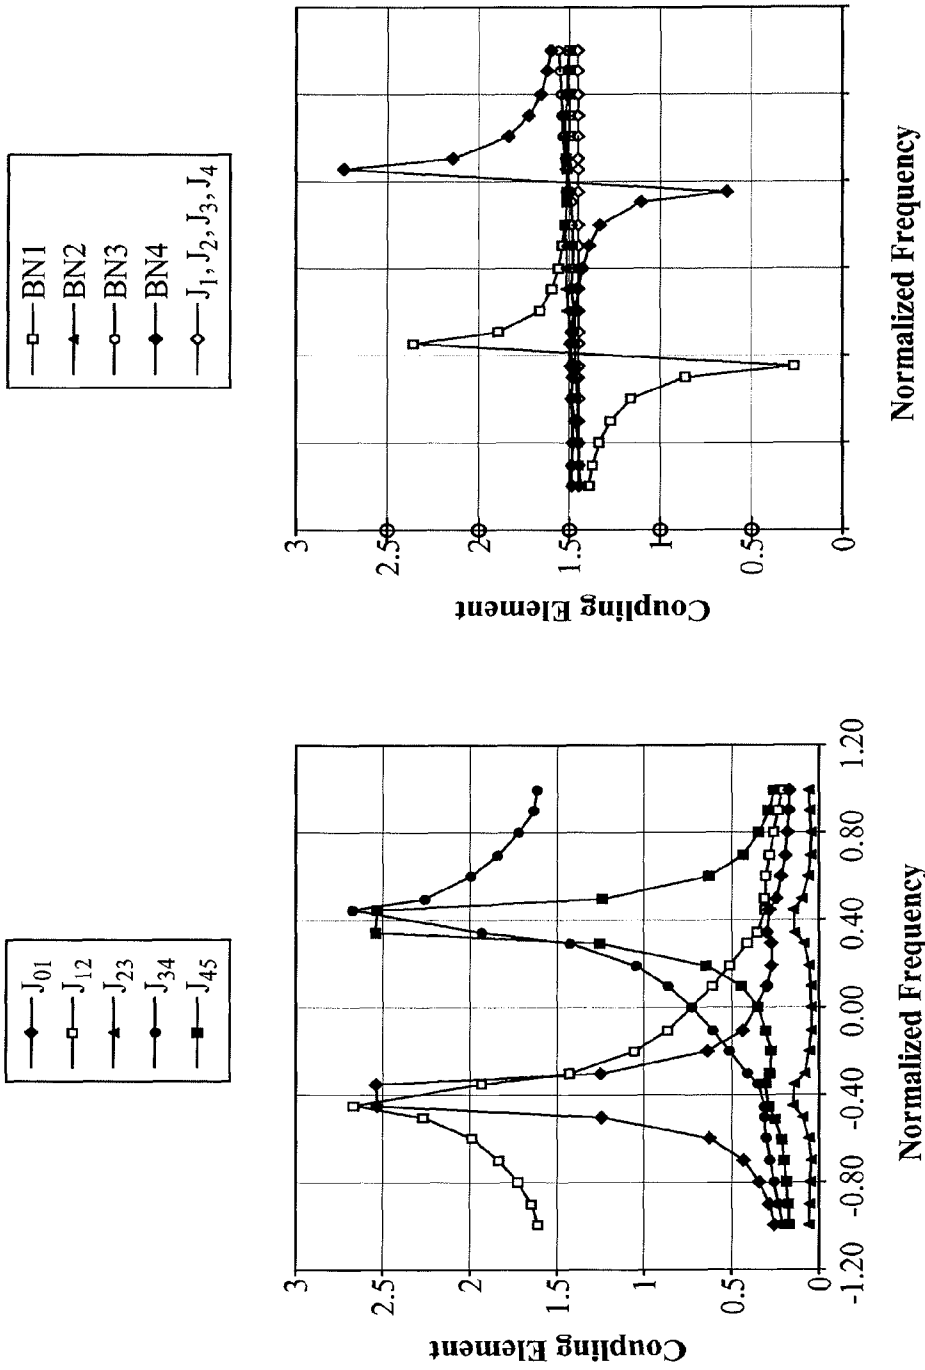 BN1
BN2
BN3
BN4
J1, J2, J3, J4
3
2.5
2
1.5
1
0.5
0
Coupling Element
Normalized Frequency
J01
J12
J23
J34
J45
3
2.5
2
1.5
1
0.5
0
-1.20
-0.80
-0.40
0.00
0.40
0.80
1.20
Coupling Element
Normalized Frequency